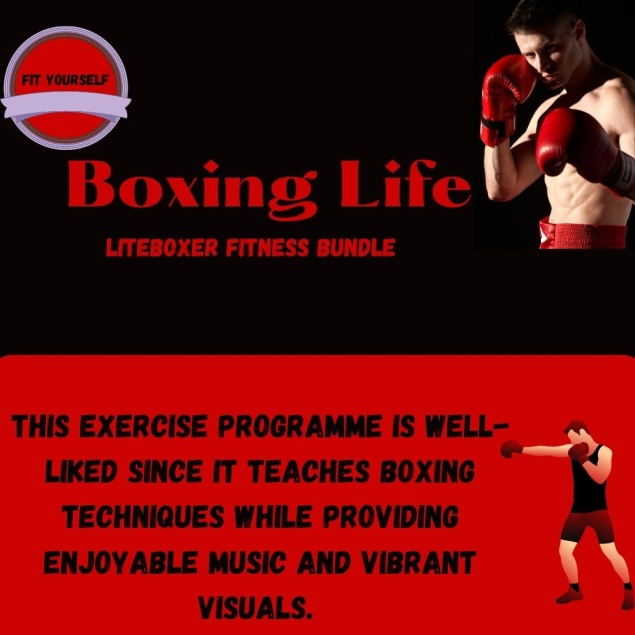 FIT YOURSELF
Boxing Life
LITEBOXER FITNESS BUNDLE
THIS EXERCISE PROGRAMME IS WELL-
LIKED SINCE IT TEACHES BOXING
TECHNIQUES WHILE PROVIDING
ENJOYABLE MUSIC AND VIBRANT
VISUALS.